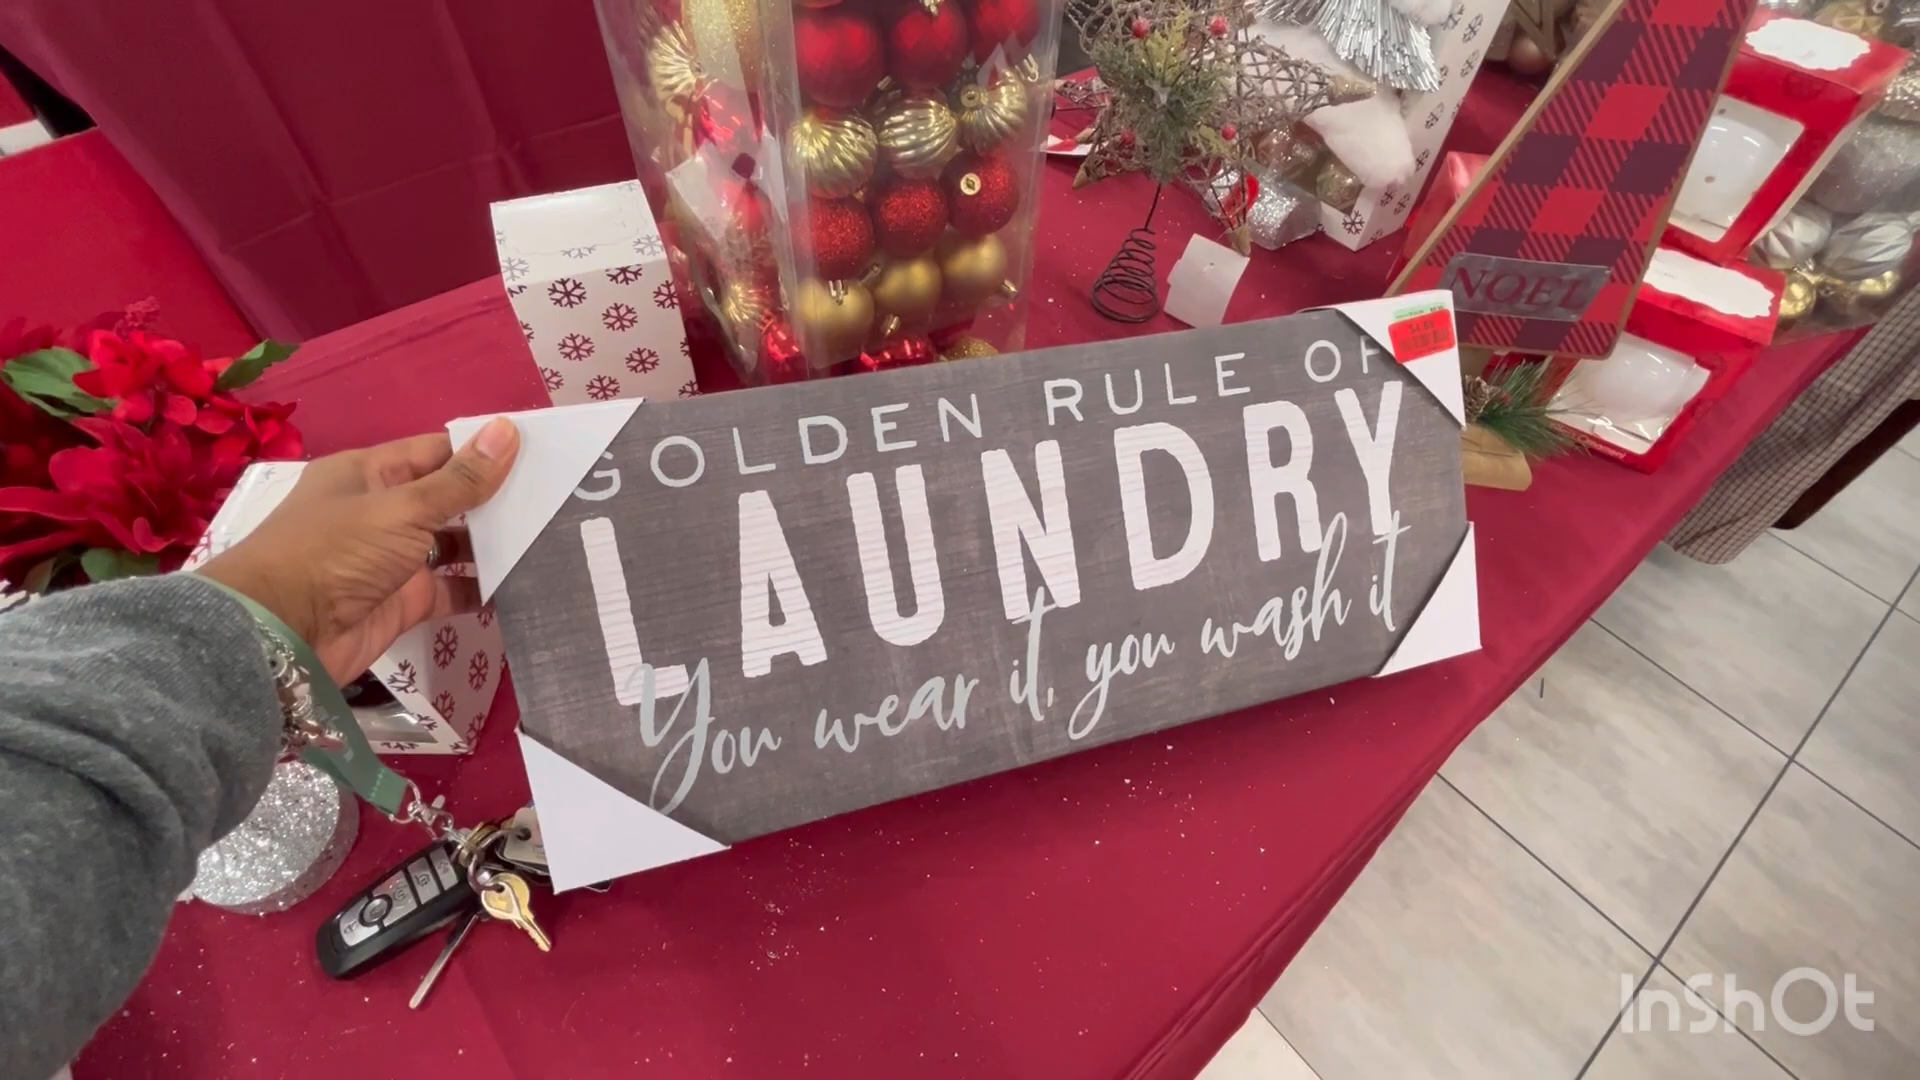 GOLDEN RULE OF
LAUNDRY
You wear it, you wash it
NOEL
InShOt